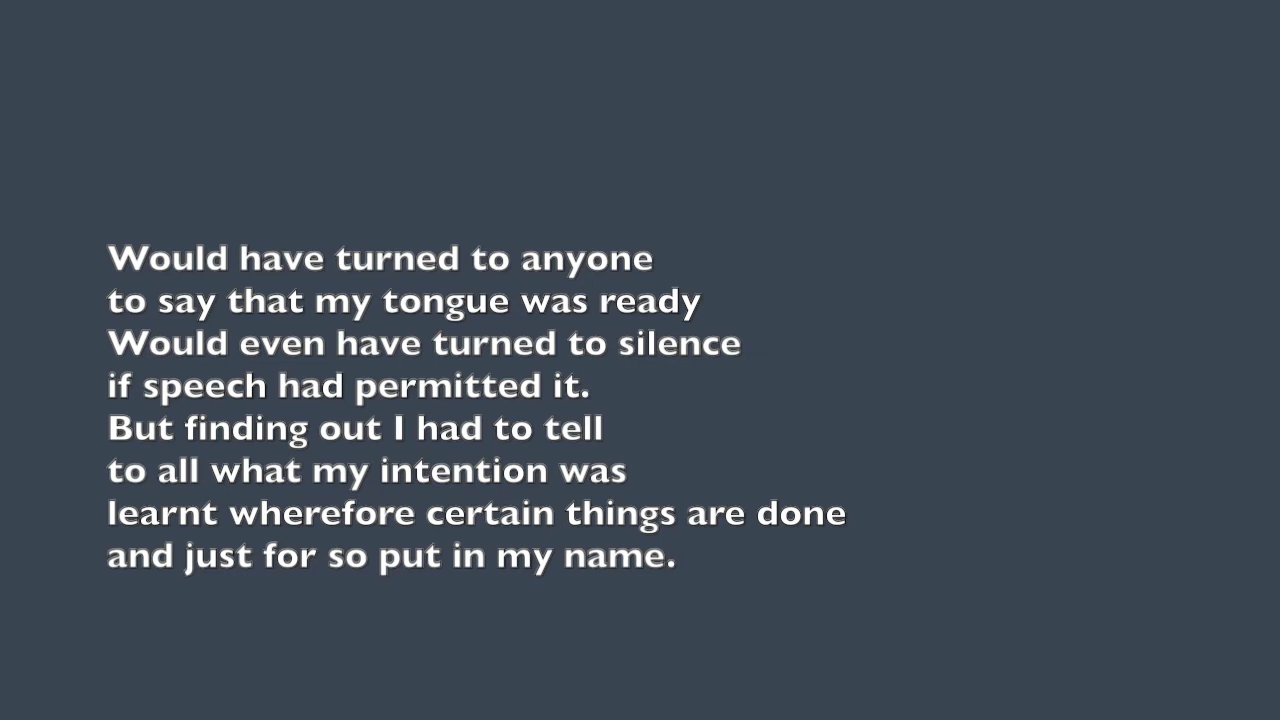 Would have turned to anyone
to say that my tongue was ready
Would even have turned to silence
if speech had permitted it.
But finding out I had to tell
to all what my intention was
learnt wherefore certain things are done
and just for so put in my name.